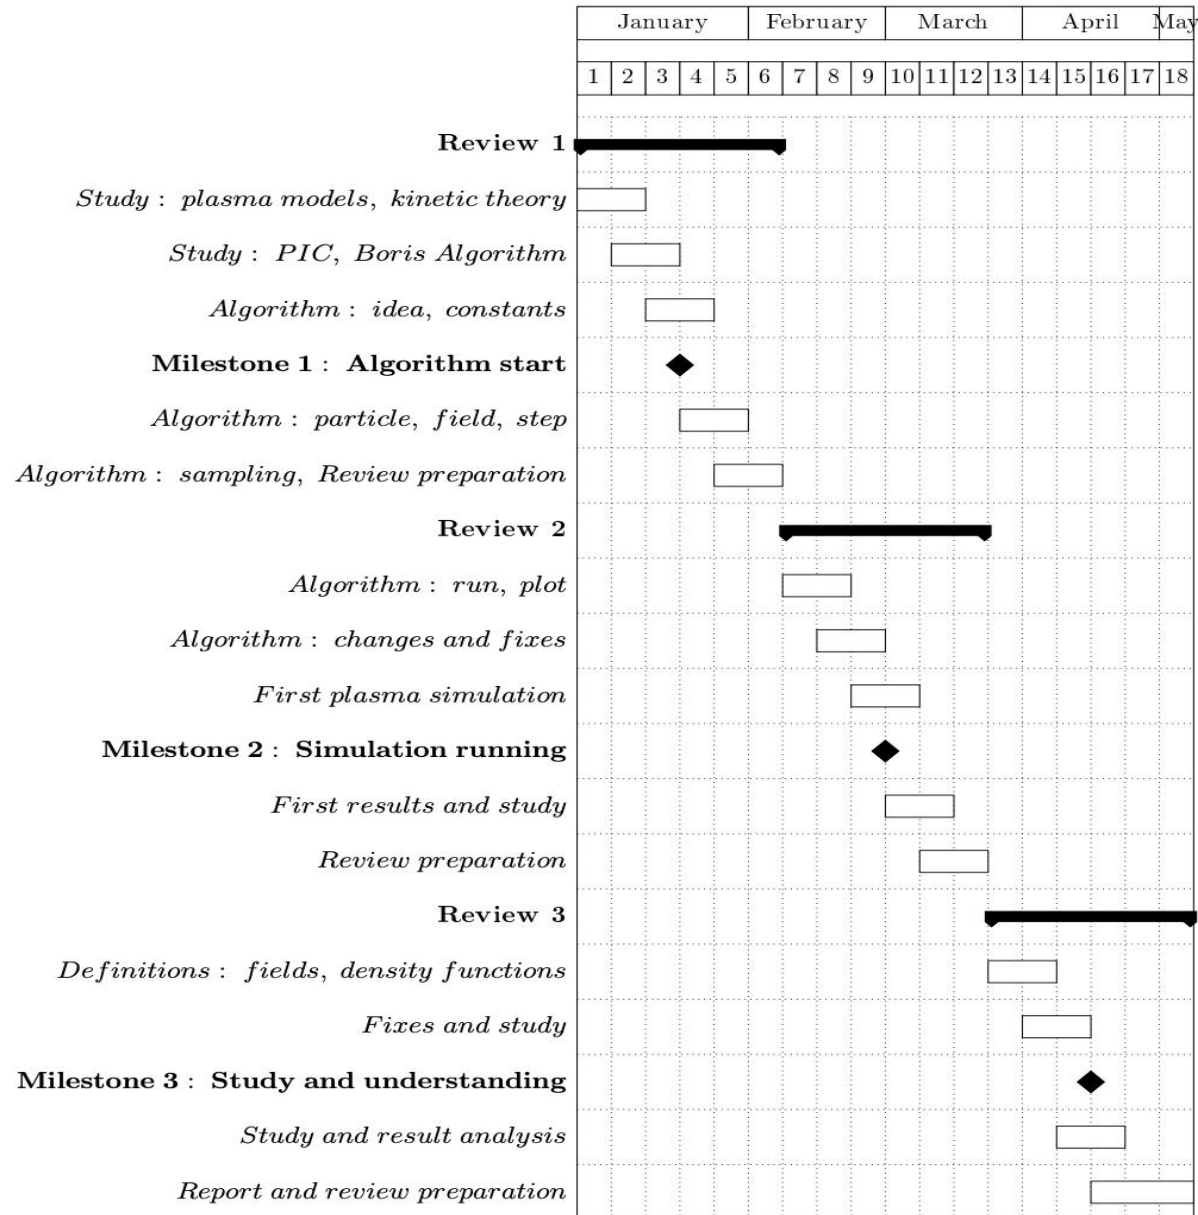 January February March April May
1 2 3 4 5 6 7 8 9 10 11 12 13 14 15 16 17 18
Review 1
Study : plasma models, kinetic theory
Study : PIC, Boris Algorithm
Algorithm : idea, constants
Milestone 1 : Algorithm start
Algorithm : particle, field, step
Algorithm : sampling, Review preparation
Review 2
Algorithm : run, plot
Algorithm : changes and fixes
First plasma simulation
Milestone 2 : Simulation running
First results and study
Review preparation
Review 3
Definitions : fields, density functions
Fixes and study
Milestone 3 : Study and understanding
Study and result analysis
Report and review preparation